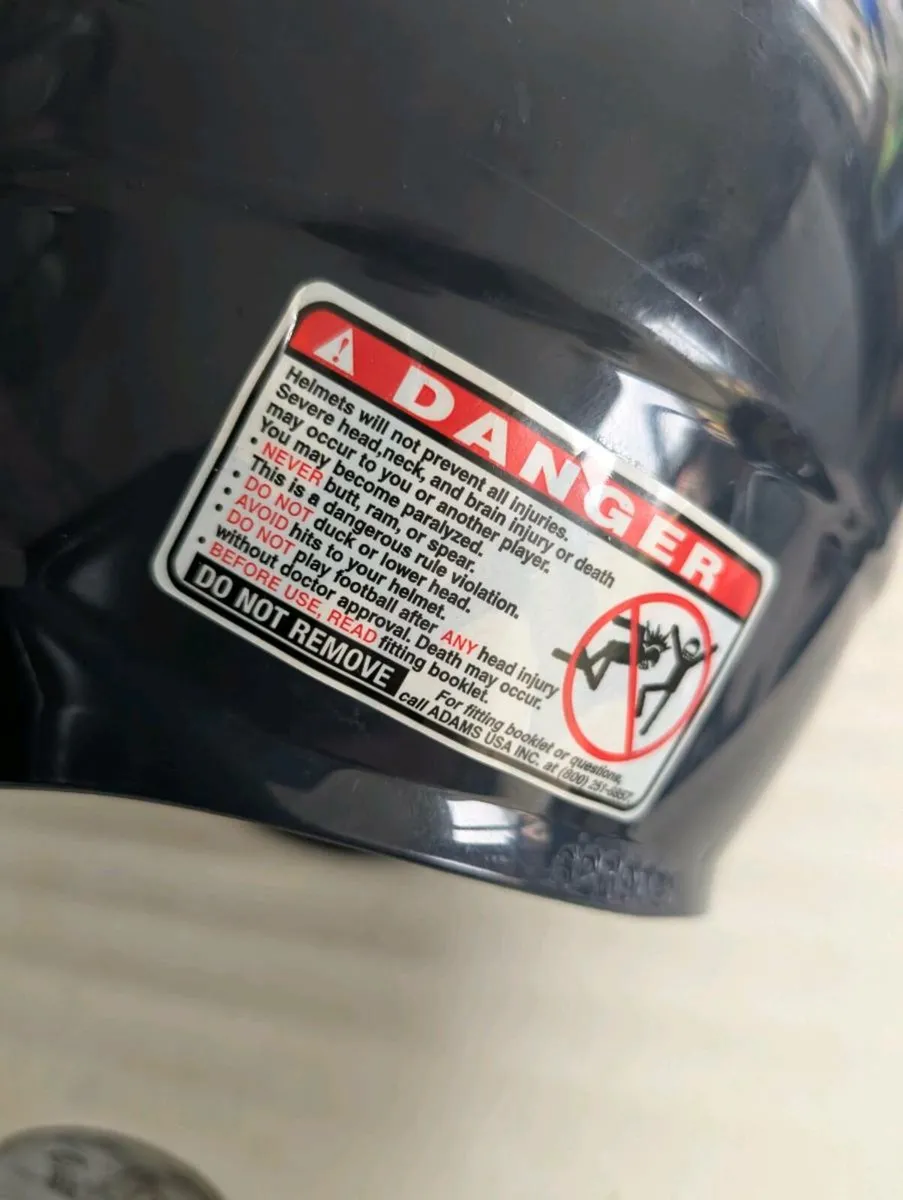 DANGER
Helmets will not prevent all injuries.
Severe head,neck, and brain injury or death
may occur to you or another player.
You may become paralyzed.
• NEVER butt, ram, or spear.
• This is a dangerous rule violation.
• DO NOT duck or lower head.
• AVOID hits to your helmet.
• DO NOT play football after ANY head injury
without doctor approval. Death may occur.
• BEFORE USE, READ fitting booklet.
DO NOT REMOVE
For fitting booklet or questions,
call ADAMS USA INC. at (800) 251-6857